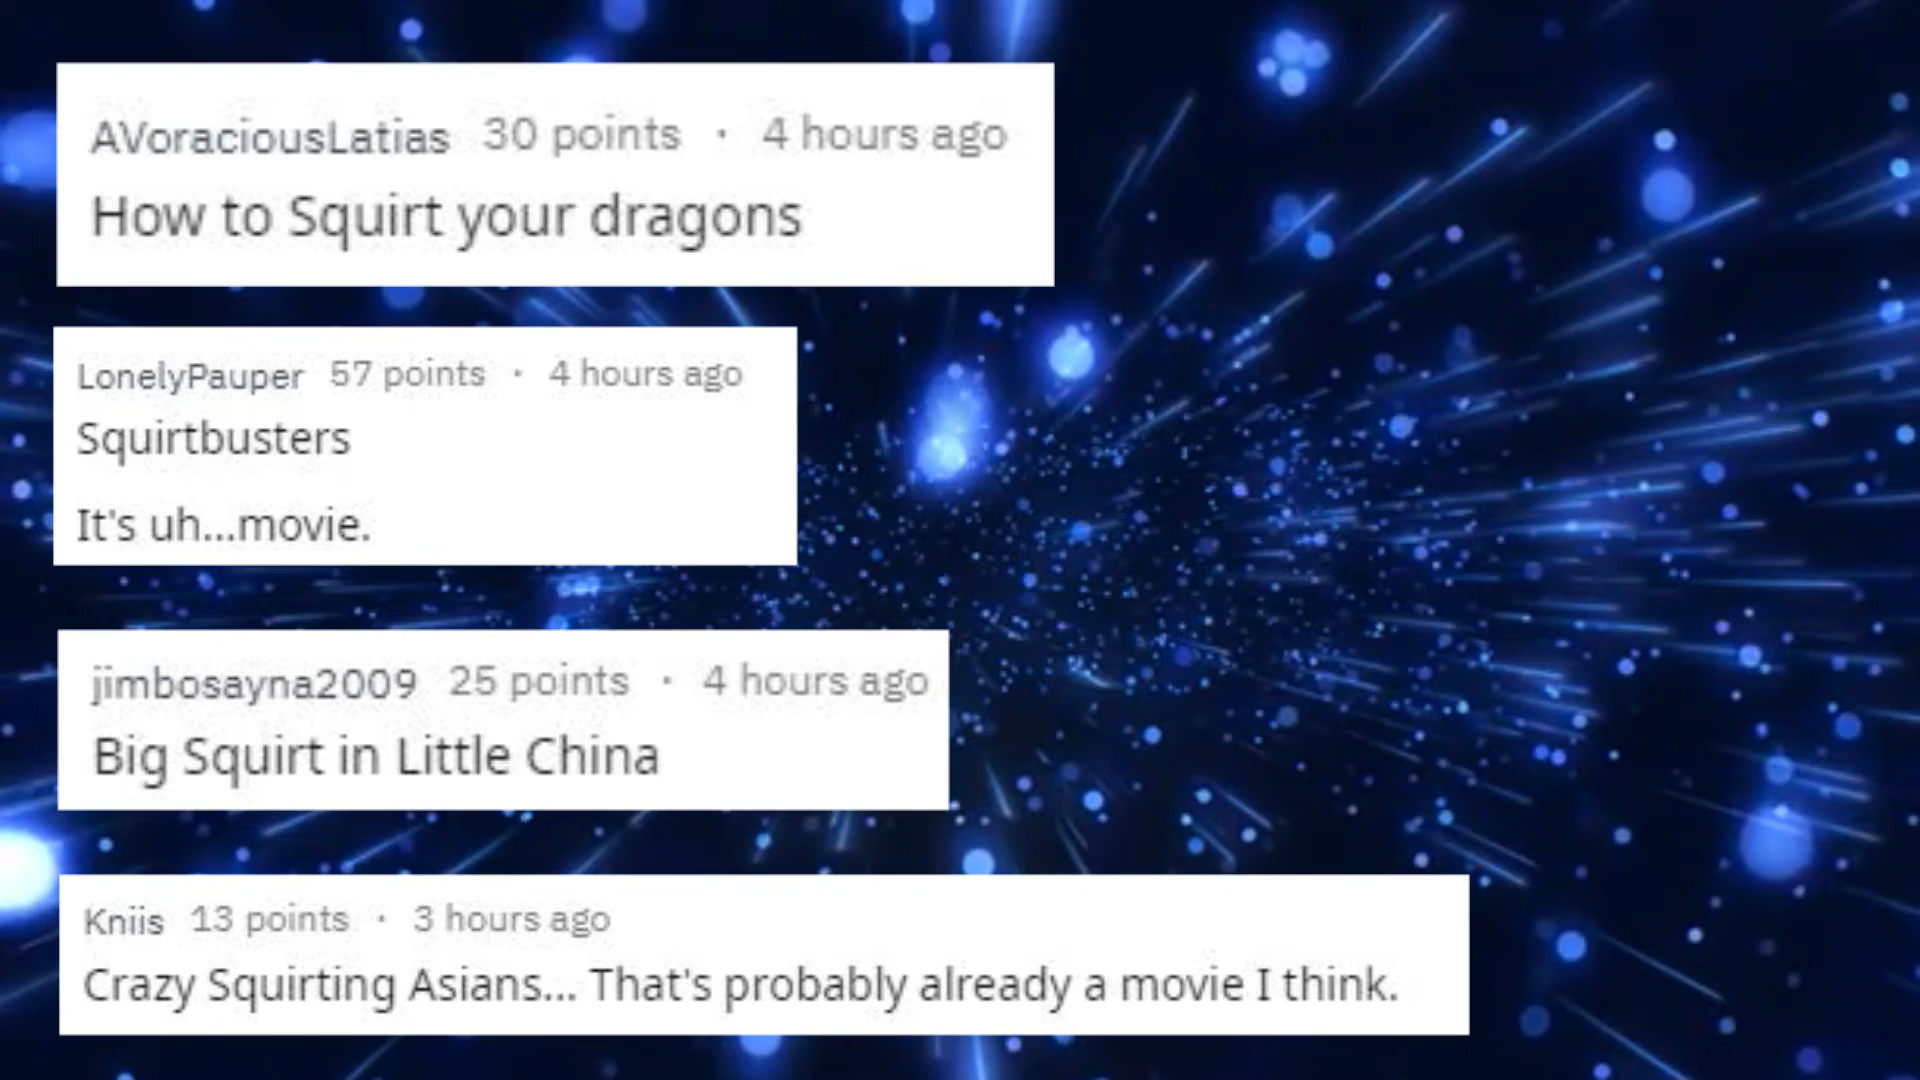 AVoraciousLatias 30 points · 4 hours ago
How to Squirt your dragons
LonelyPauper 57 points · 4 hours ago
Squirtbusters
It's uh...movie.
jimbosayna2009 25 points · 4 hours ago
Big Squirt in Little China
Kniis 13 points · 3 hours ago
Crazy Squirting Asians... That's probably already a movie I think.